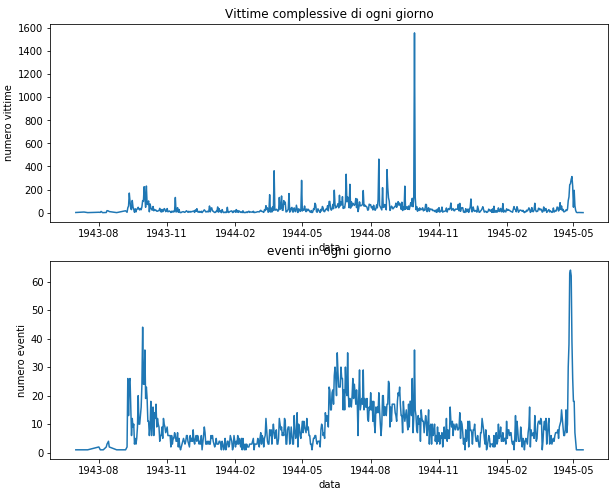 Vittime complessive di ogni giorno
1600
1400
1200
1000
800
600
400
200
0
numero vittime
1943-08 1943-11 1944-02 1944-05 1944-08 1944-11 1945-02 1945-05
data
eventi in ogni giorno
60
50
40
30
20
10
0
numero eventi
1943-08 1943-11 1944-02 1944-05 1944-08 1944-11 1945-02 1945-05
data